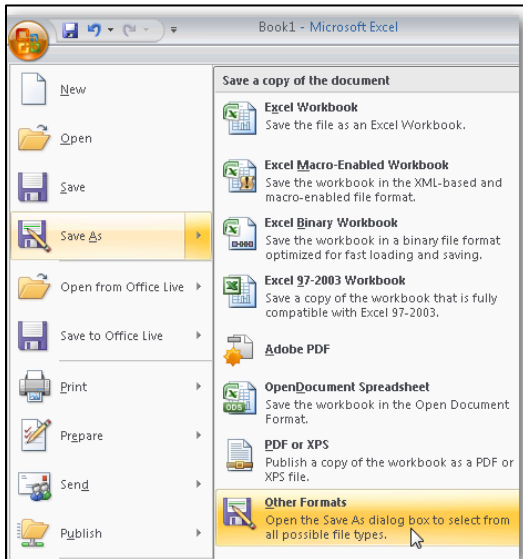 Book1 - Microsoft Excel
New
Open
Save
Save As
Open from Office Live
Save to Office Live
Print
Prepare
Send
Publish
Save a copy of the document
Excel Workbook
Save the file as an Excel Workbook.
Excel Macro-Enabled Workbook
Save the workbook in the XML-based and
macro-enabled file format.
Excel Binary Workbook
Save the workbook in a binary file format
optimized for fast loading and saving.
Excel 97-2003 Workbook
Save a copy of the workbook that is fully
compatible with Excel 97-2003.
Adobe PDF
OpenDocument Spreadsheet
Save the workbook in the Open Document
Format.
PDF or XPS
Publish a copy of the workbook as a PDF or
XPS file.
Other Formats
Open the Save As dialog box to select from
all possible file types.
ODS